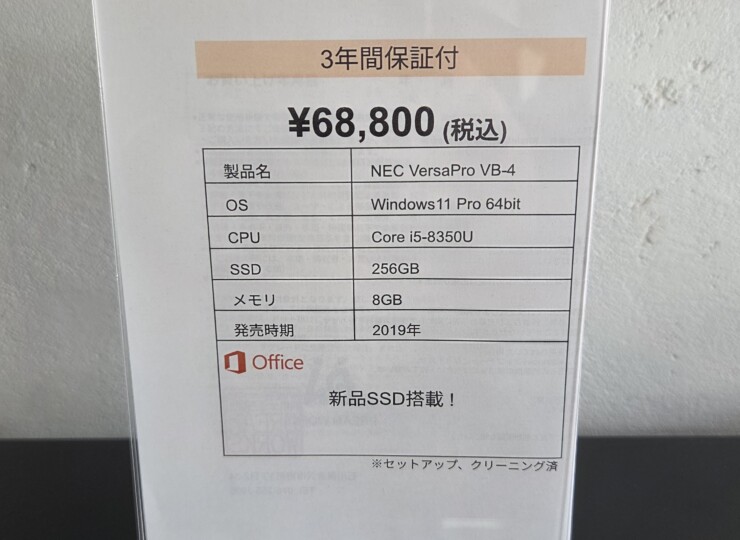 3年間保証付
¥68,800 (税込)
製品名 NEC VersaPro VB-4
OS Windows11 Pro 64bit
CPU Core i5-8350U
SSD 256GB
メモリ 8GB
発売時期 2019年
Office
新品SSD搭載！
※セットアップ、クリーニング済